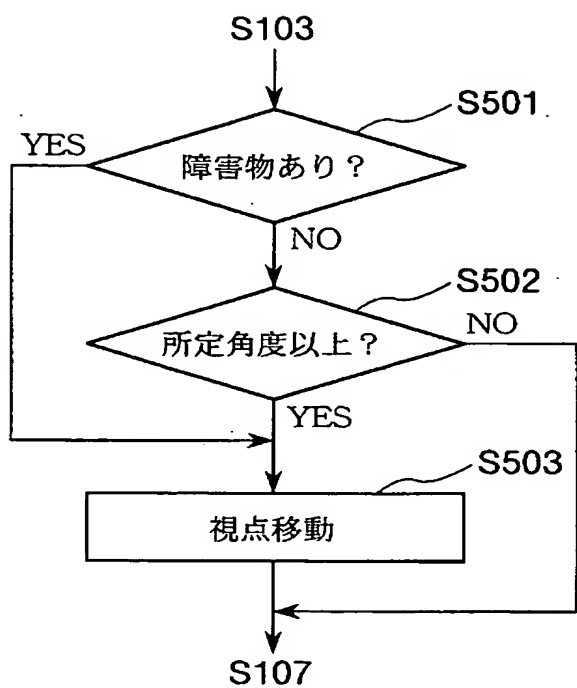 S103
S501
YES
障害物あり？
NO
S502
NO
所定角度以上？
YES
S503
視点移動
S107